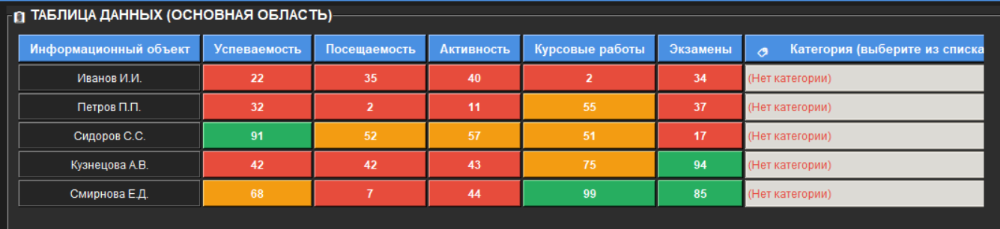 ТАБЛИЦА ДАННЫХ (ОСНОВНАЯ ОБЛАСТЬ)
Информационный объект Успеваемость Посещаемость Активность Курсовые работы Экзамены Категория (выберите из списка
Иванов И.И. 22 35 40 2 34 (Нет категории)
Петров П.П. 32 2 11 55 37 (Нет категории)
Сидоров С.С. 91 52 57 51 17 (Нет категории)
Кузнецова А.В. 42 42 43 75 94 (Нет категории)
Смирнова Е.Д. 68 7 44 99 85 (Нет категории)